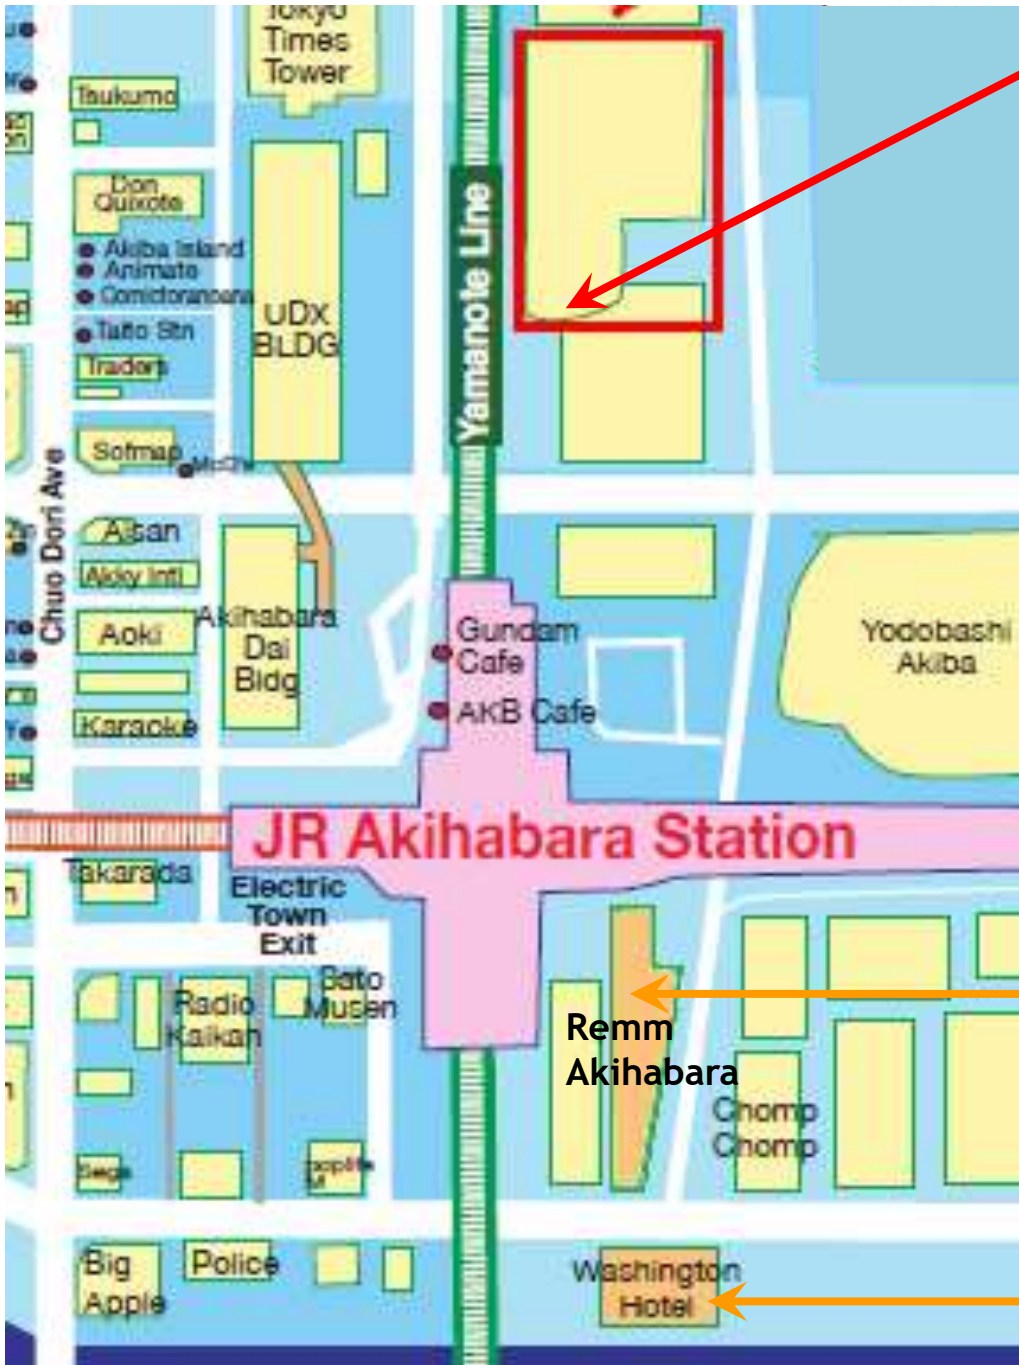 Tokyo
Times
Tower
Tsukumo
Don
Quixote
Akiba Island
Animate
Taito Stn
Traders
Sofmap
UDX
BLDG
Yamanote Line
Chuo Dori Ave
Aisan
Akky Intl
Aoki
Karaoke
Akihabara
Dai
Bldg
Gundam
Cafe
AKB Cafe
Yodobashi
Akiba
JR Akihabara Station
Takarada
Electric
Town
Exit
Radio
Kaikan
Sato
Musen
Remm
Akihabara
Chomp
Chomp
Sega
Big
Apple
Police
Washington
Hotel